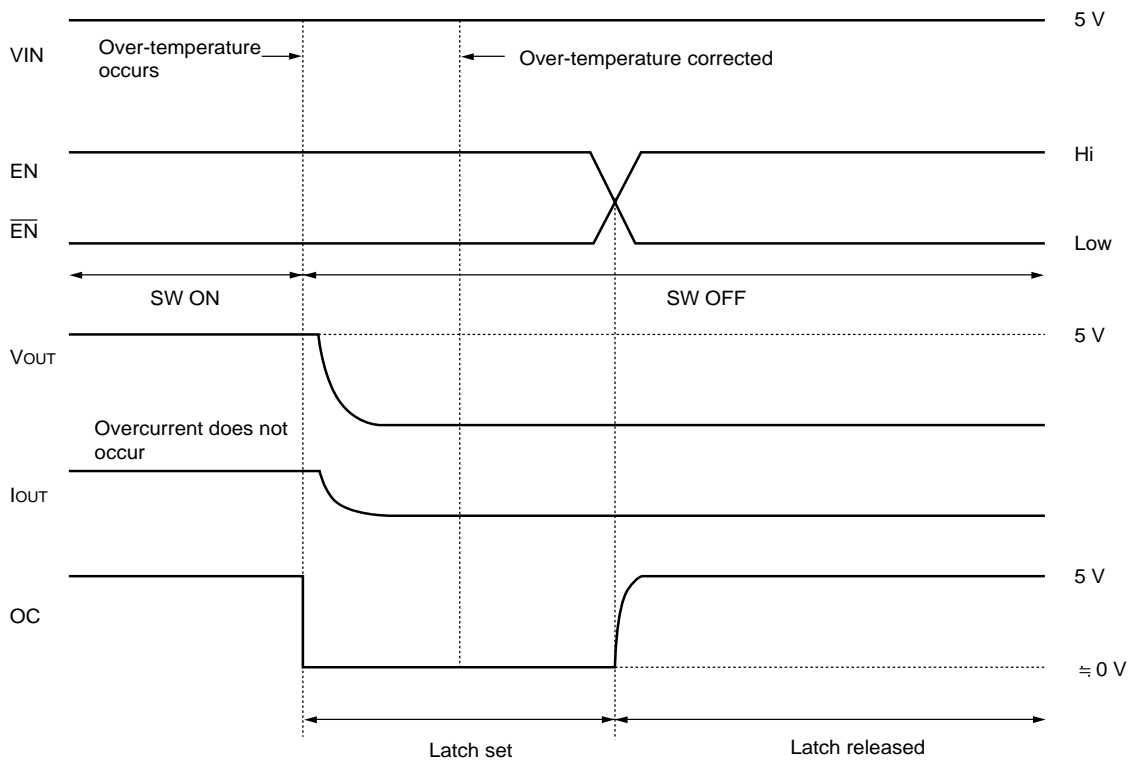 5 V
VIN
Over-temperature
occurs
Over-temperature corrected
EN
Hi
E̅N̅
Low
SW ON
SW OFF
5 V
VOUT
Overcurrent does not
occur
IOUT
5 V
OC
≒ 0 V
Latch set
Latch released